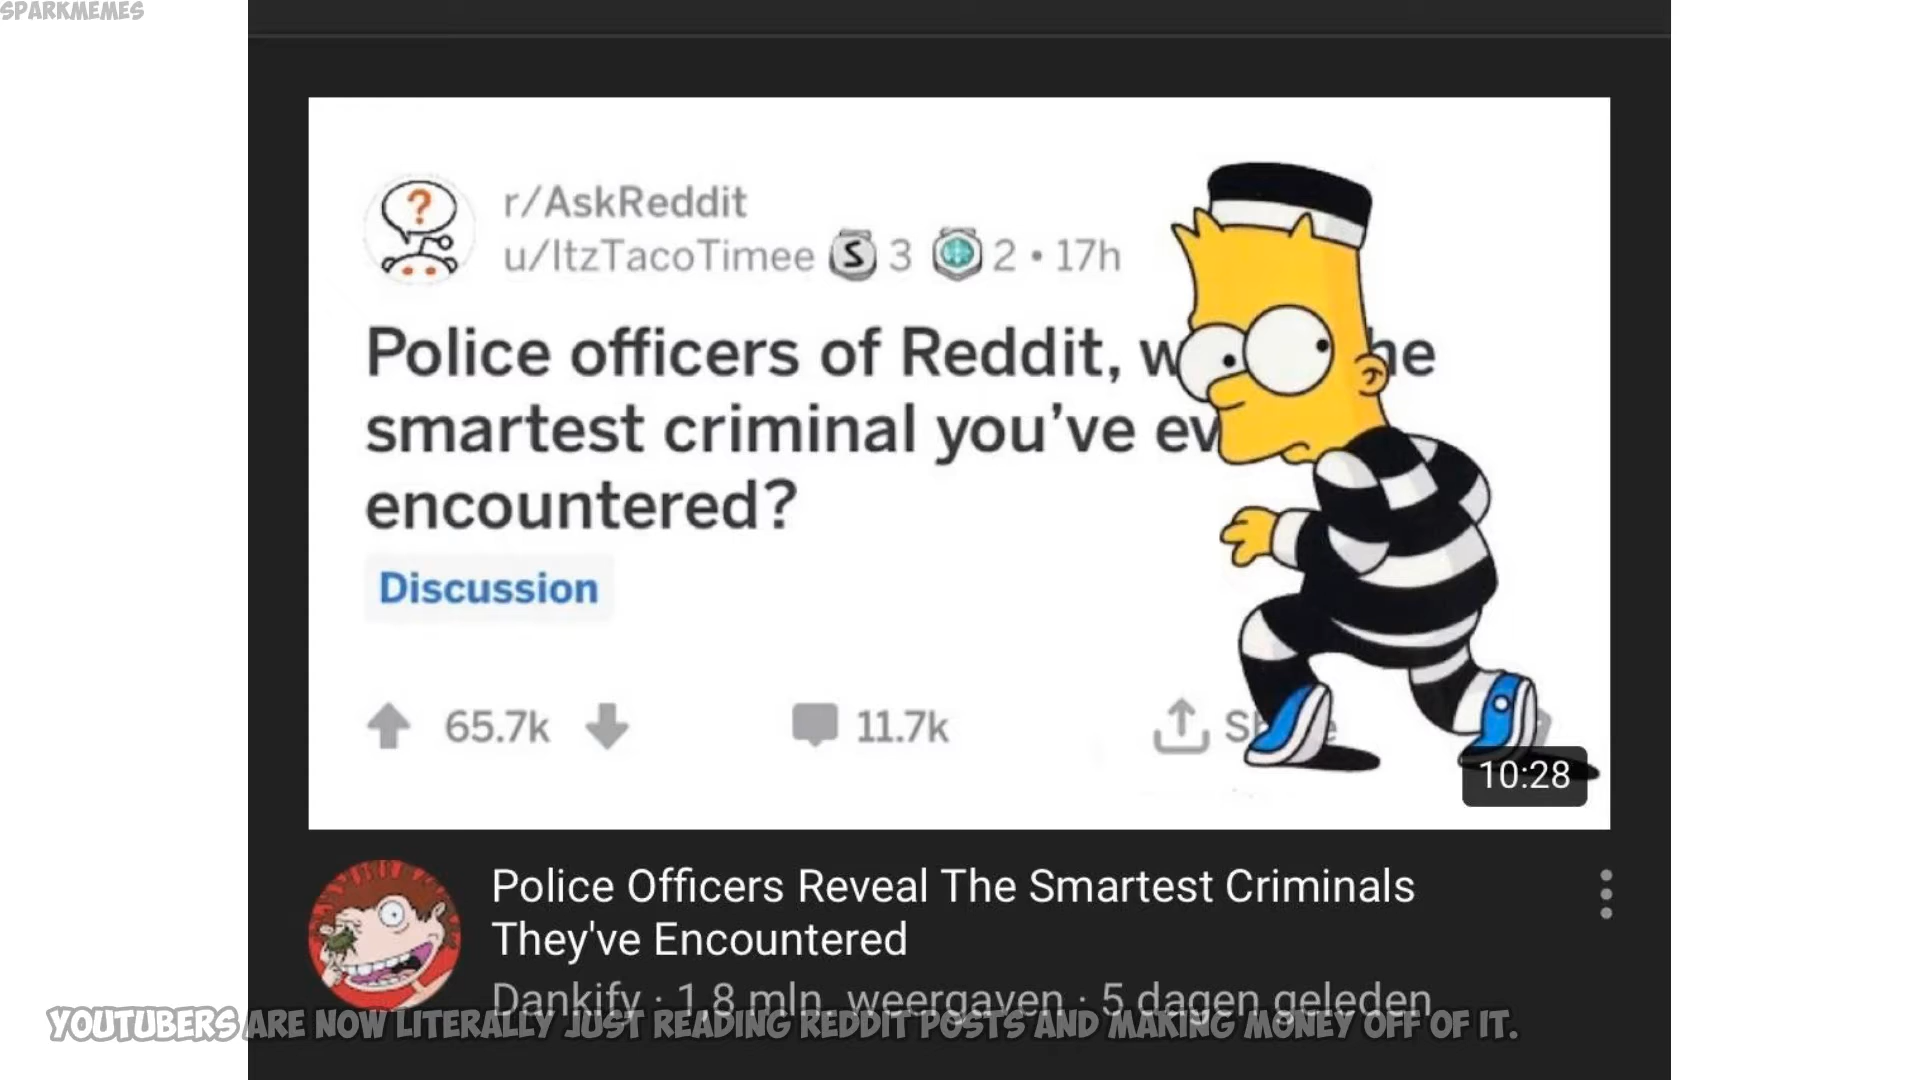 SPARKMEMES
r/AskReddit
u/ItzTacoTimee S 3 2 • 17h
Police officers of Reddit, w he
smartest criminal you've ev
encountered?
Discussion
65.7k 11.7k
10:28
Police Officers Reveal The Smartest Criminals
They've Encountered
Dankify · 1,8 mln. weergaven · 5 dagen geleden
YOUTUBERS ARE NOW LITERALLY JUST READING REDDIT POSTS AND MAKING MONEY OFF OF IT.